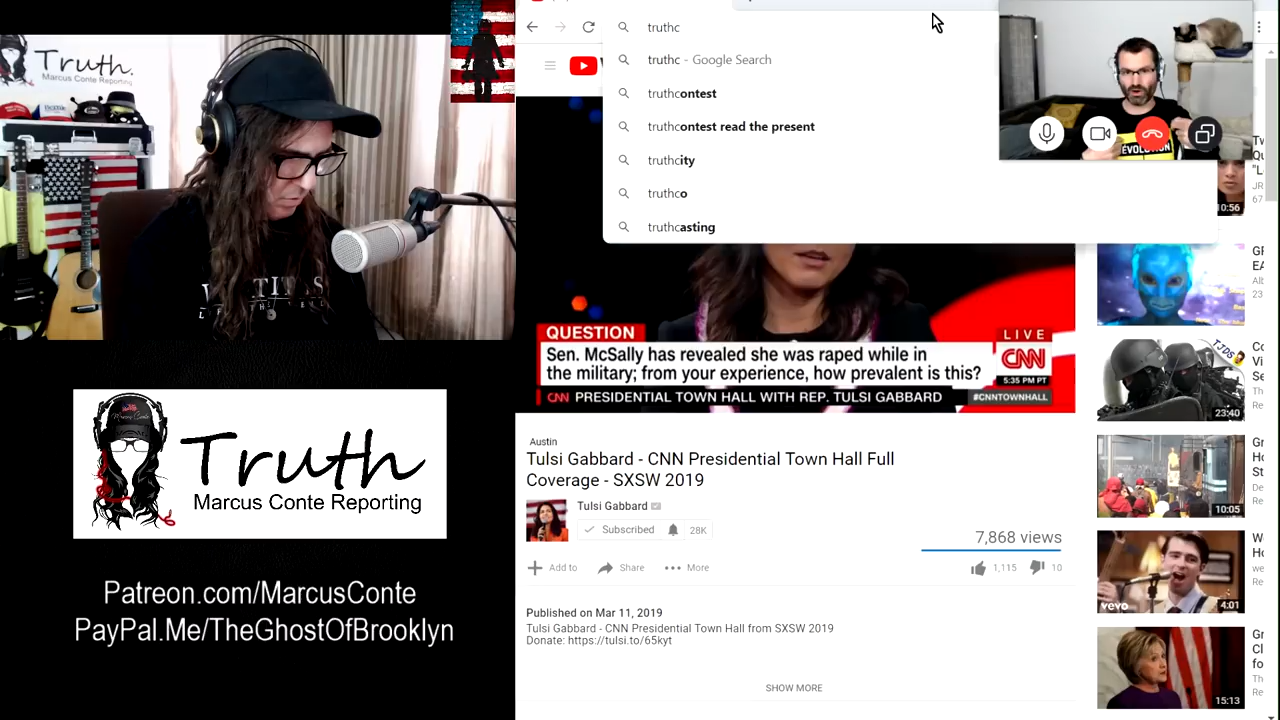 Truth.
Marcus Conte Reporting.
Truth
Marcus Conte Reporting
Patreon.com/MarcusConte
PayPal.Me/TheGhostOfBrooklyn
truthc
truthc - Google Search
truthcontest
truthcontest read the present
truthcity
truthco
truthcasting
QUESTION
Sen. McSally has revealed she was raped while in
the military; from your experience, how prevalent is this?
LIVE
CNN
5:35 PM PT
CNN PRESIDENTIAL TOWN HALL WITH REP. TULSI GABBARD
#CNNTOWNHALL
Austin
Tulsi Gabbard - CNN Presidential Town Hall Full
Coverage - SXSW 2019
Tulsi Gabbard
Subscribed 28K
7,868 views
Add to Share More
1,115 10
Published on Mar 11, 2019
Tulsi Gabbard - CNN Presidential Town Hall from SXSW 2019
Donate: https://tulsi.to/65kyt
SHOW MORE
10:56
TJDS
23:40
10:05
vevo
4:01
15:13